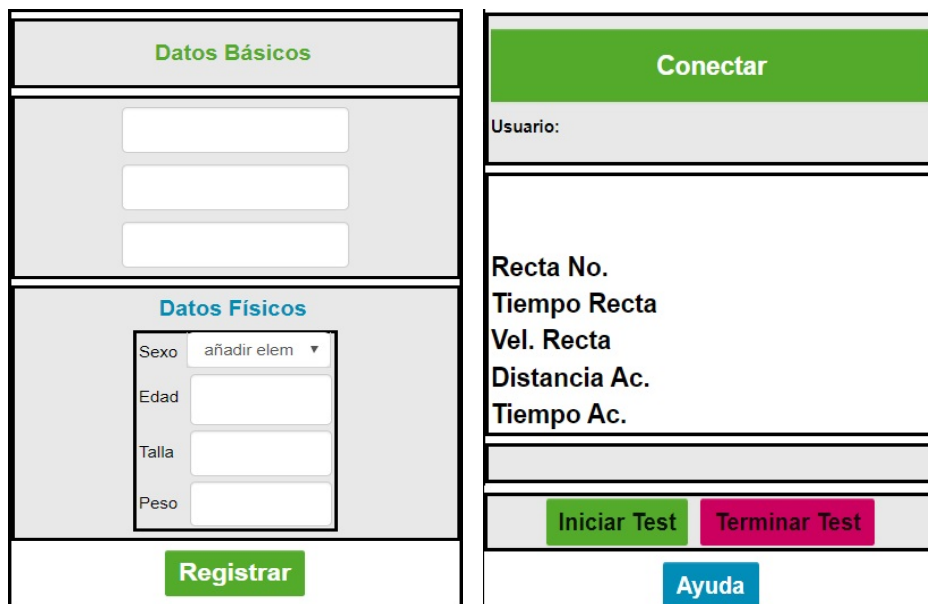 Datos Básicos
Datos Físicos
Sexo añadir elem
Edad
Talla
Peso
Registrar
Conectar
Usuario:
Recta No.
Tiempo Recta
Vel. Recta
Distancia Ac.
Tiempo Ac.
Iniciar Test Terminar Test
Ayuda